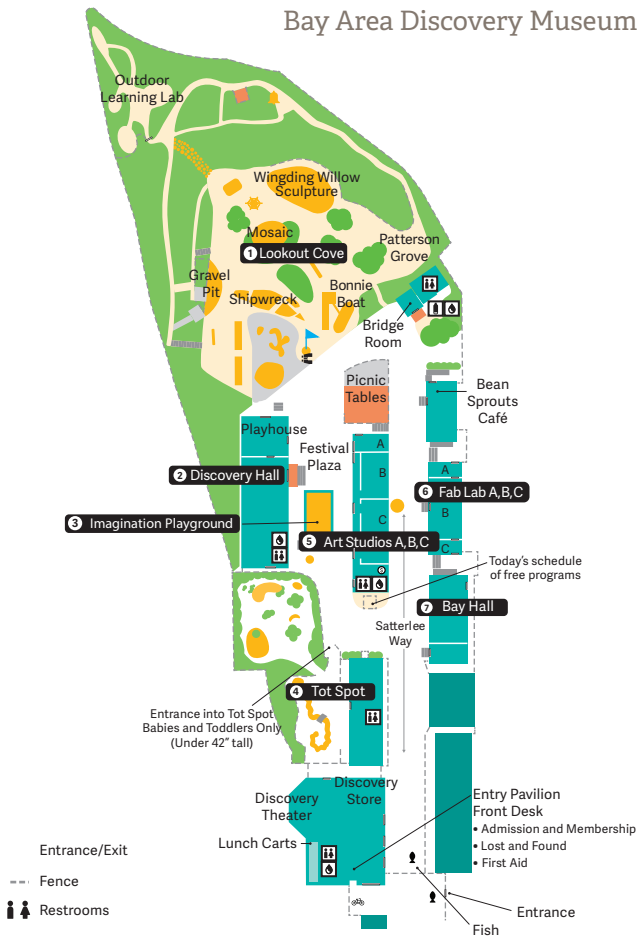 Bay Area Discovery Museum
Outdoor
Learning Lab
Wingding Willow
Sculpture
Mosaic
1 Lookout Cove
Patterson
Grove
Gravel
Pit
Shipwreck
Bonnie
Boat
Bridge
Room
Picnic
Tables
Bean
Sprouts
Café
Playhouse
Festival
Plaza
A
B
C
2 Discovery Hall
A
6 Fab Lab A,B,C
B
C
3 Imagination Playground
5 Art Studios A,B,C
Today's schedule
of free programs
7 Bay Hall
Satterlee
Way
4 Tot Spot
Entrance into Tot Spot
Babies and Toddlers Only
(Under 42" tall)
Discovery
Store
Discovery
Theater
Lunch Carts
Entry Pavilion
Front Desk
• Admission and Membership
• Lost and Found
• First Aid
Entrance/Exit
Fence
Restrooms
Entrance
Fish